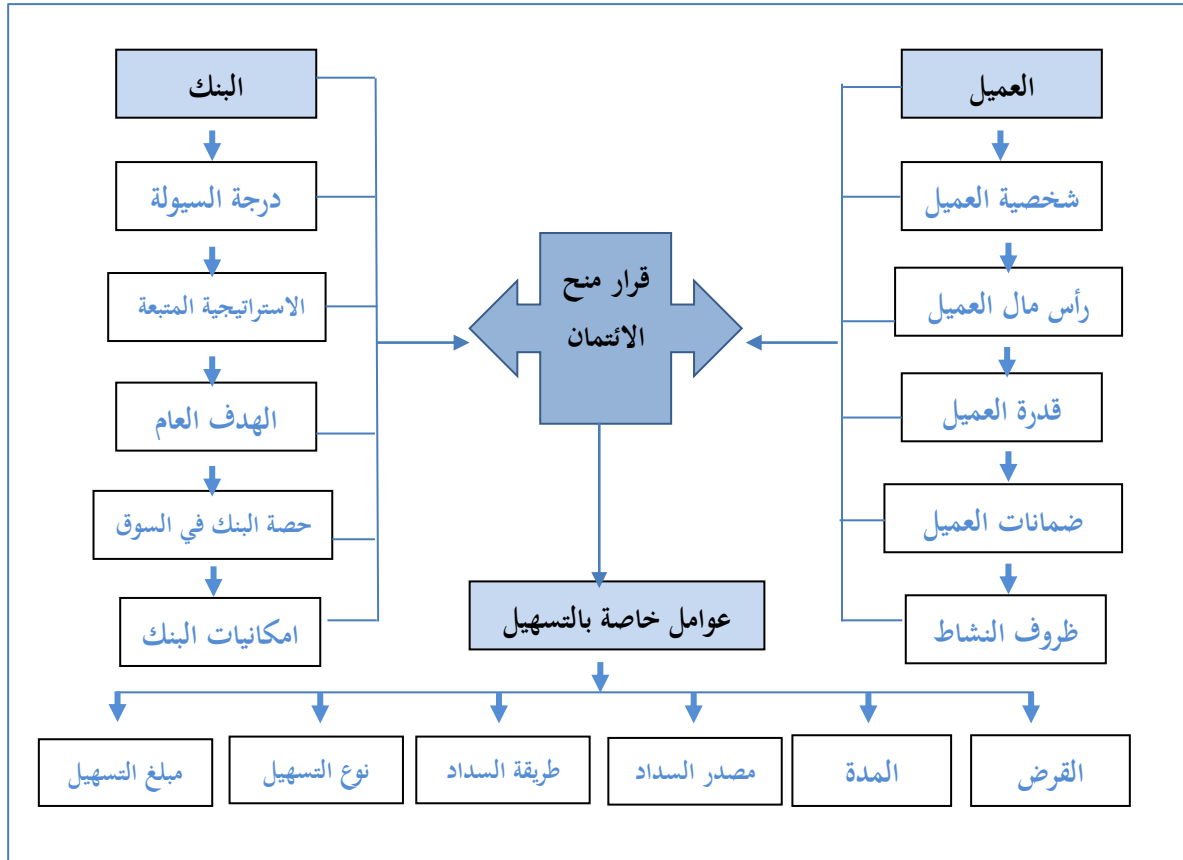 العميل
شخصية العميل
رأس مال العميل
قدرة العميل
ضمانات العميل
ظروف النشاط
قرار منح
الائتمان
البنك
درجة السيولة
الاستراتيجية المتبعة
الهدف العام
حصة البنك في السوق
امكانيات البنك
عوامل خاصة بالتسهيل
القرض
المدة
مصدر السداد
طريقة السداد
نوع التسهيل
مبلغ التسهيل